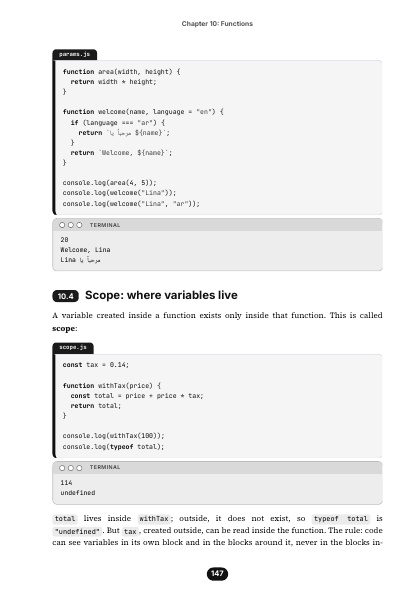 Chapter 10: Functions
params.js
function area(width, height) {
return width * height;
}
function welcome(name, language = "en") {
if (language === "ar") {
return `مرحباً يا ${name}`;
}
return `Welcome, ${name}`;
}
console.log(area(4, 5));
console.log(welcome("Lina"));
console.log(welcome("Lina", "ar"));
TERMINAL
20
Welcome, Lina
مرحباً يا Lina
10.4 Scope: where variables live
A variable created inside a function exists only inside that function. This is called
scope:
scope.js
const tax = 0.14;
function withTax(price) {
const total = price + price * tax;
return total;
}
console.log(withTax(100));
console.log(typeof total);
TERMINAL
114
undefined
total lives inside withTax; outside, it does not exist, so typeof total is
"undefined". But tax, created outside, can be read inside the function. The rule: code
can see variables in its own block and in the blocks around it, never in the blocks in-
147